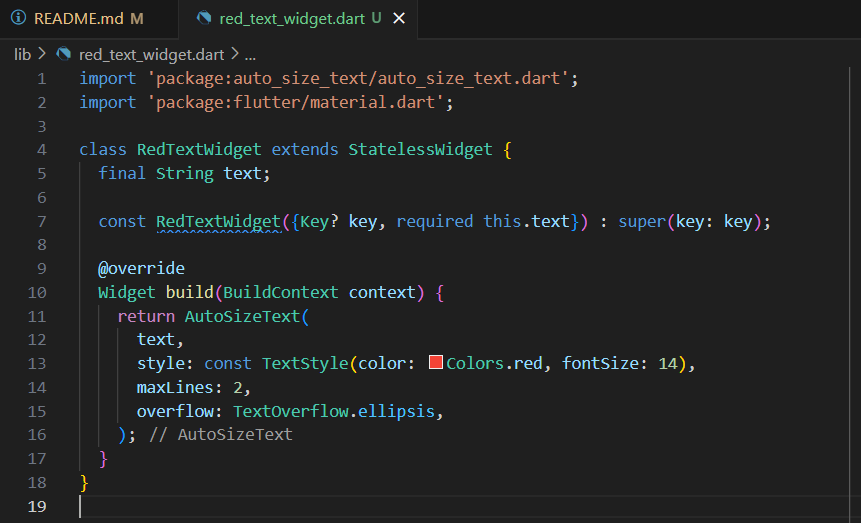 README.md M
red_text_widget.dart U
lib > red_text_widget.dart > ...
1 import 'package:auto_size_text/auto_size_text.dart';
2 import 'package:flutter/material.dart';
3
4 class RedTextWidget extends StatelessWidget {
5   final String text;
6
7   const RedTextWidget({Key? key, required this.text}) : super(key: key);
8
9   @override
10   Widget build(BuildContext context) {
11     return AutoSizeText(
12       text,
13       style: const TextStyle(color: Colors.red, fontSize: 14),
14       maxLines: 2,
15       overflow: TextOverflow.ellipsis,
16     ); // AutoSizeText
17   }
18 }
19